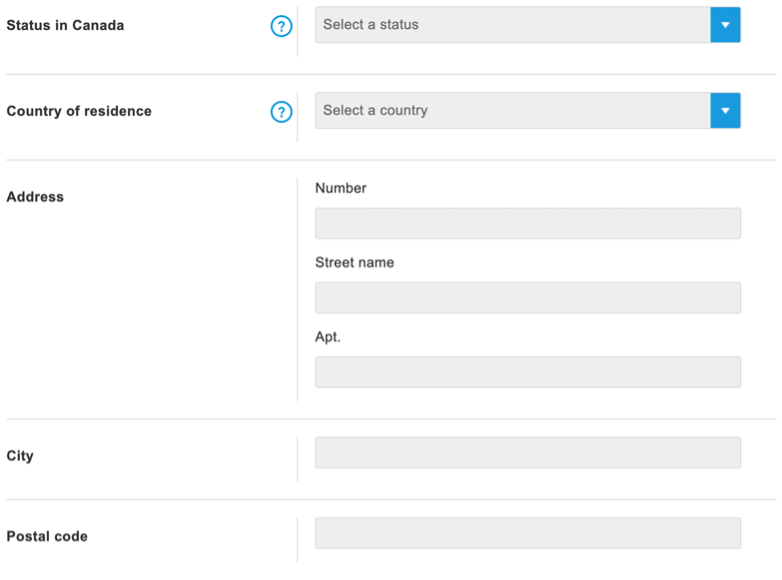 Status in Canada ? Select a status
Country of residence ? Select a country
Address
Number
Street name
Apt.
City
Postal code